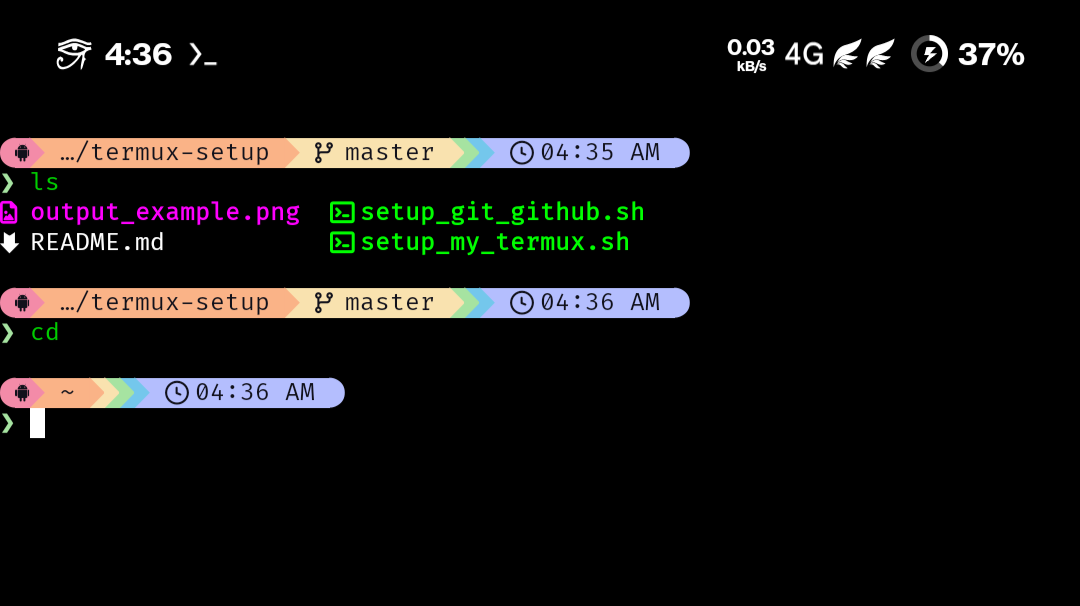 4:36 0.03 kB/s 4G 37%
…/termux-setup master 04:35 AM
❯ ls
output_example.png setup_git_github.sh
README.md setup_my_termux.sh
…/termux-setup master 04:36 AM
❯ cd
~ 04:36 AM
❯